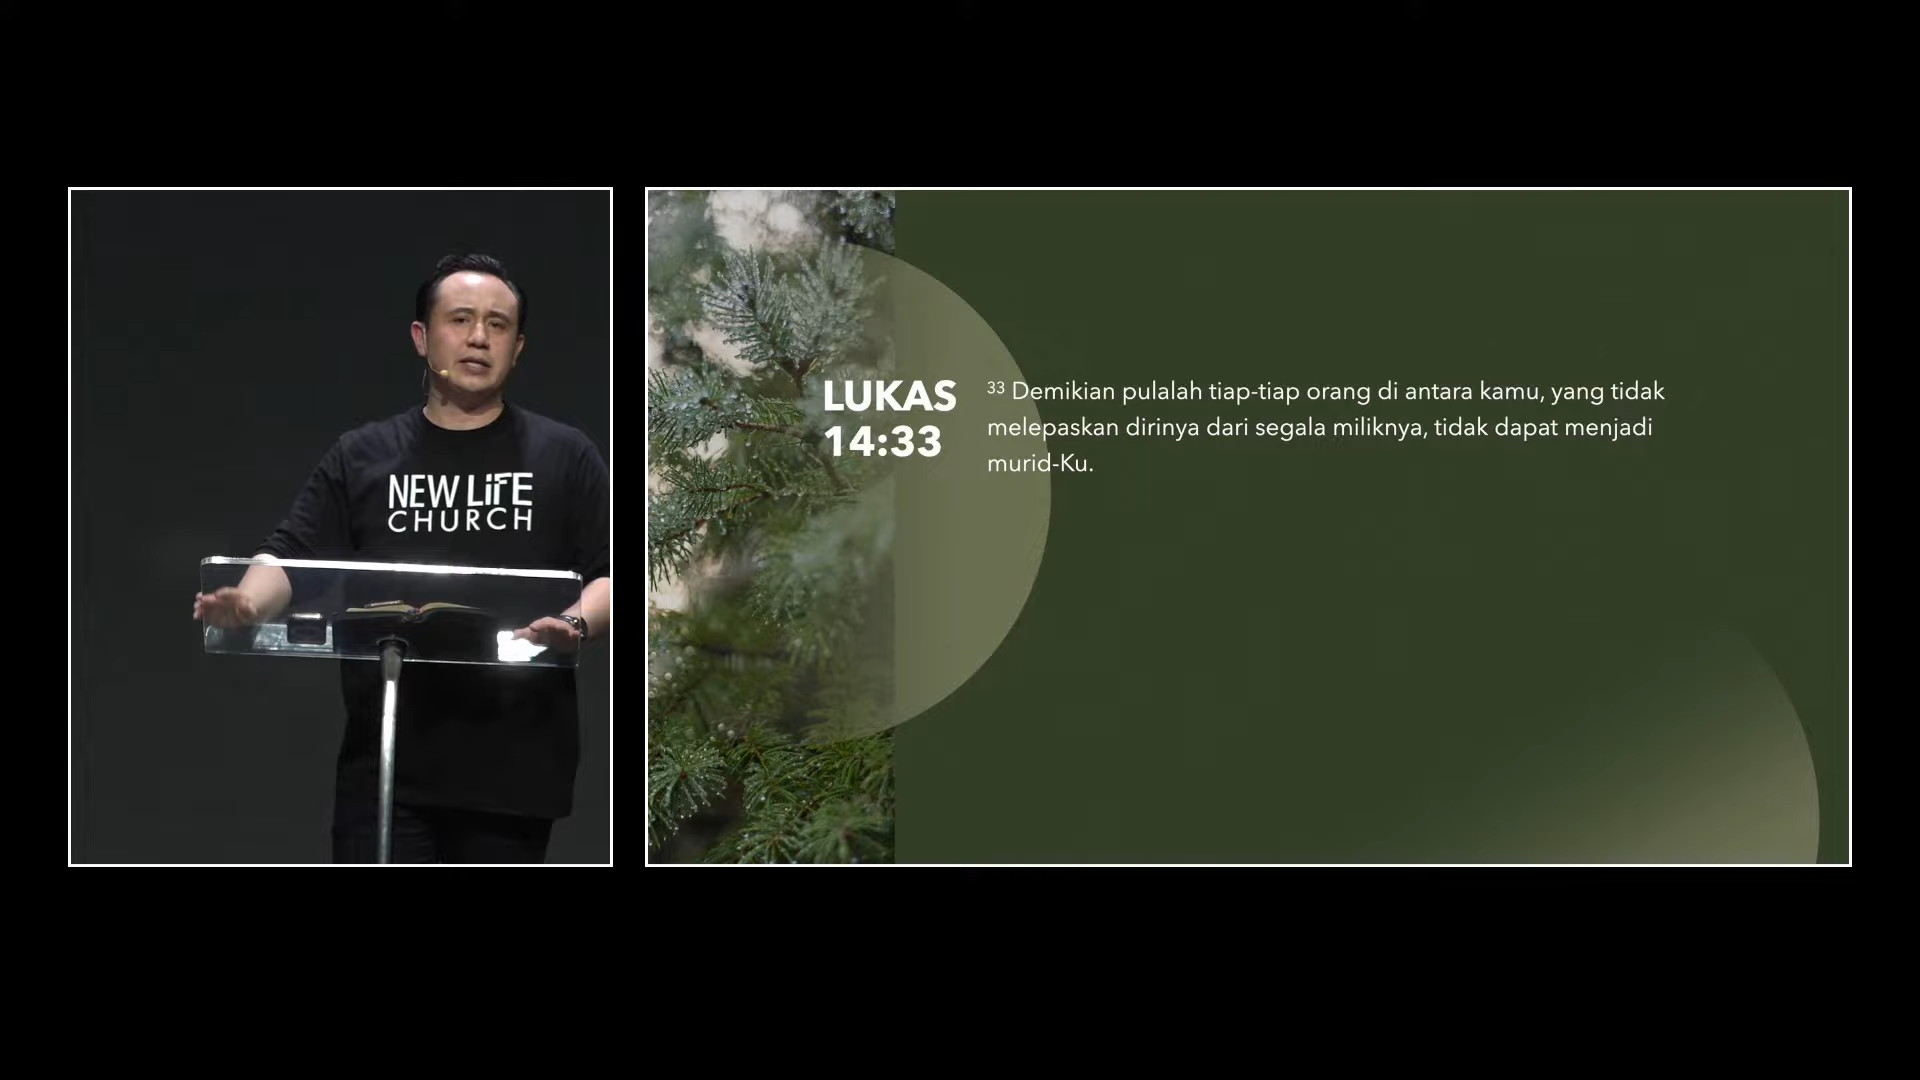 NEW LiFE
CHURCH
LUKAS
14:33
33 Demikian pulalah tiap-tiap orang di antara kamu, yang tidak
melepaskan dirinya dari segala miliknya, tidak dapat menjadi
murid-Ku.